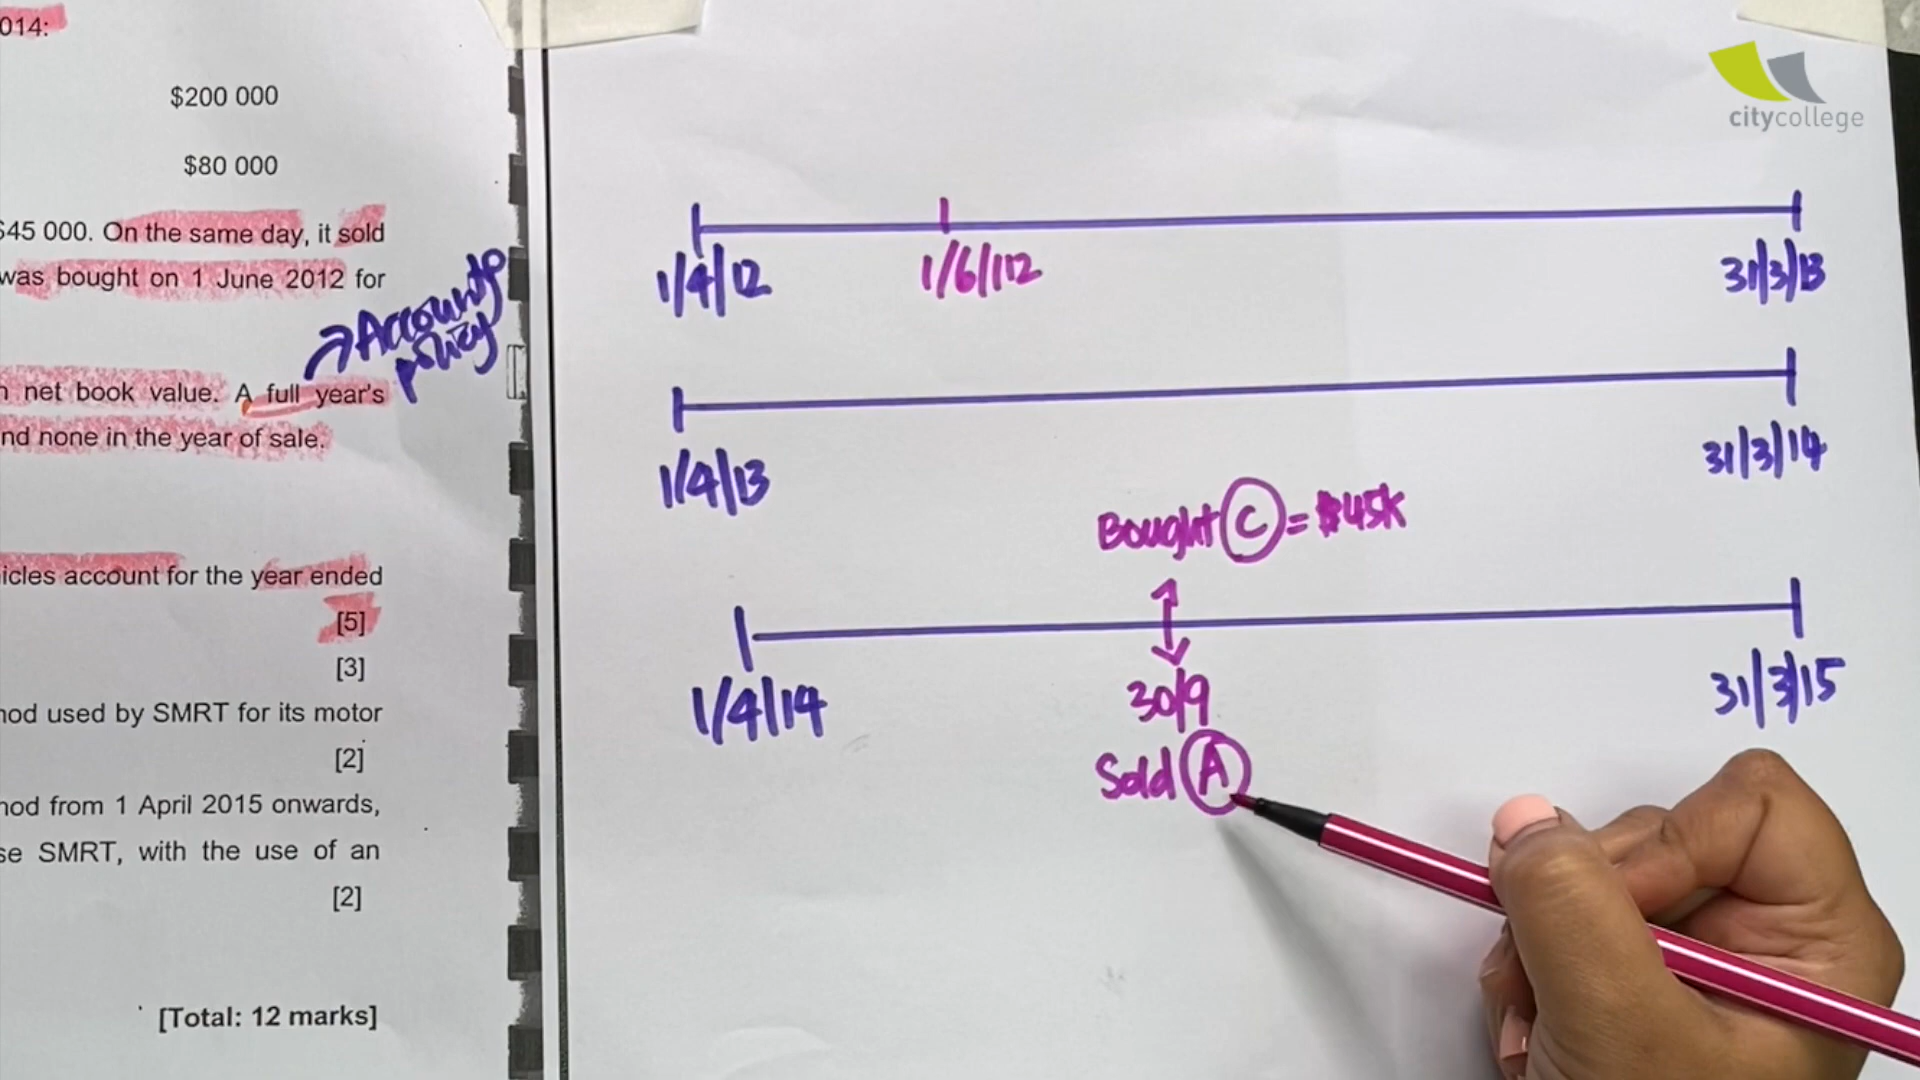 014:
$200 000
$80 000
$45 000. On the same day, it sold
was bought on 1 June 2012 for
Accounting
policy
n net book value. A full year's
nd none in the year of sale.
icles account for the year ended
[5]
[3]
nod used by SMRT for its motor
[2]
nod from 1 April 2015 onwards,
se SMRT, with the use of an
[2]
[Total: 12 marks]
citycollege
1/4/12
1/6/112
31/3/13
1/4/13
31/3/14
Bought C = $45K
1/4/14
30/9
31/3/15
Sold A